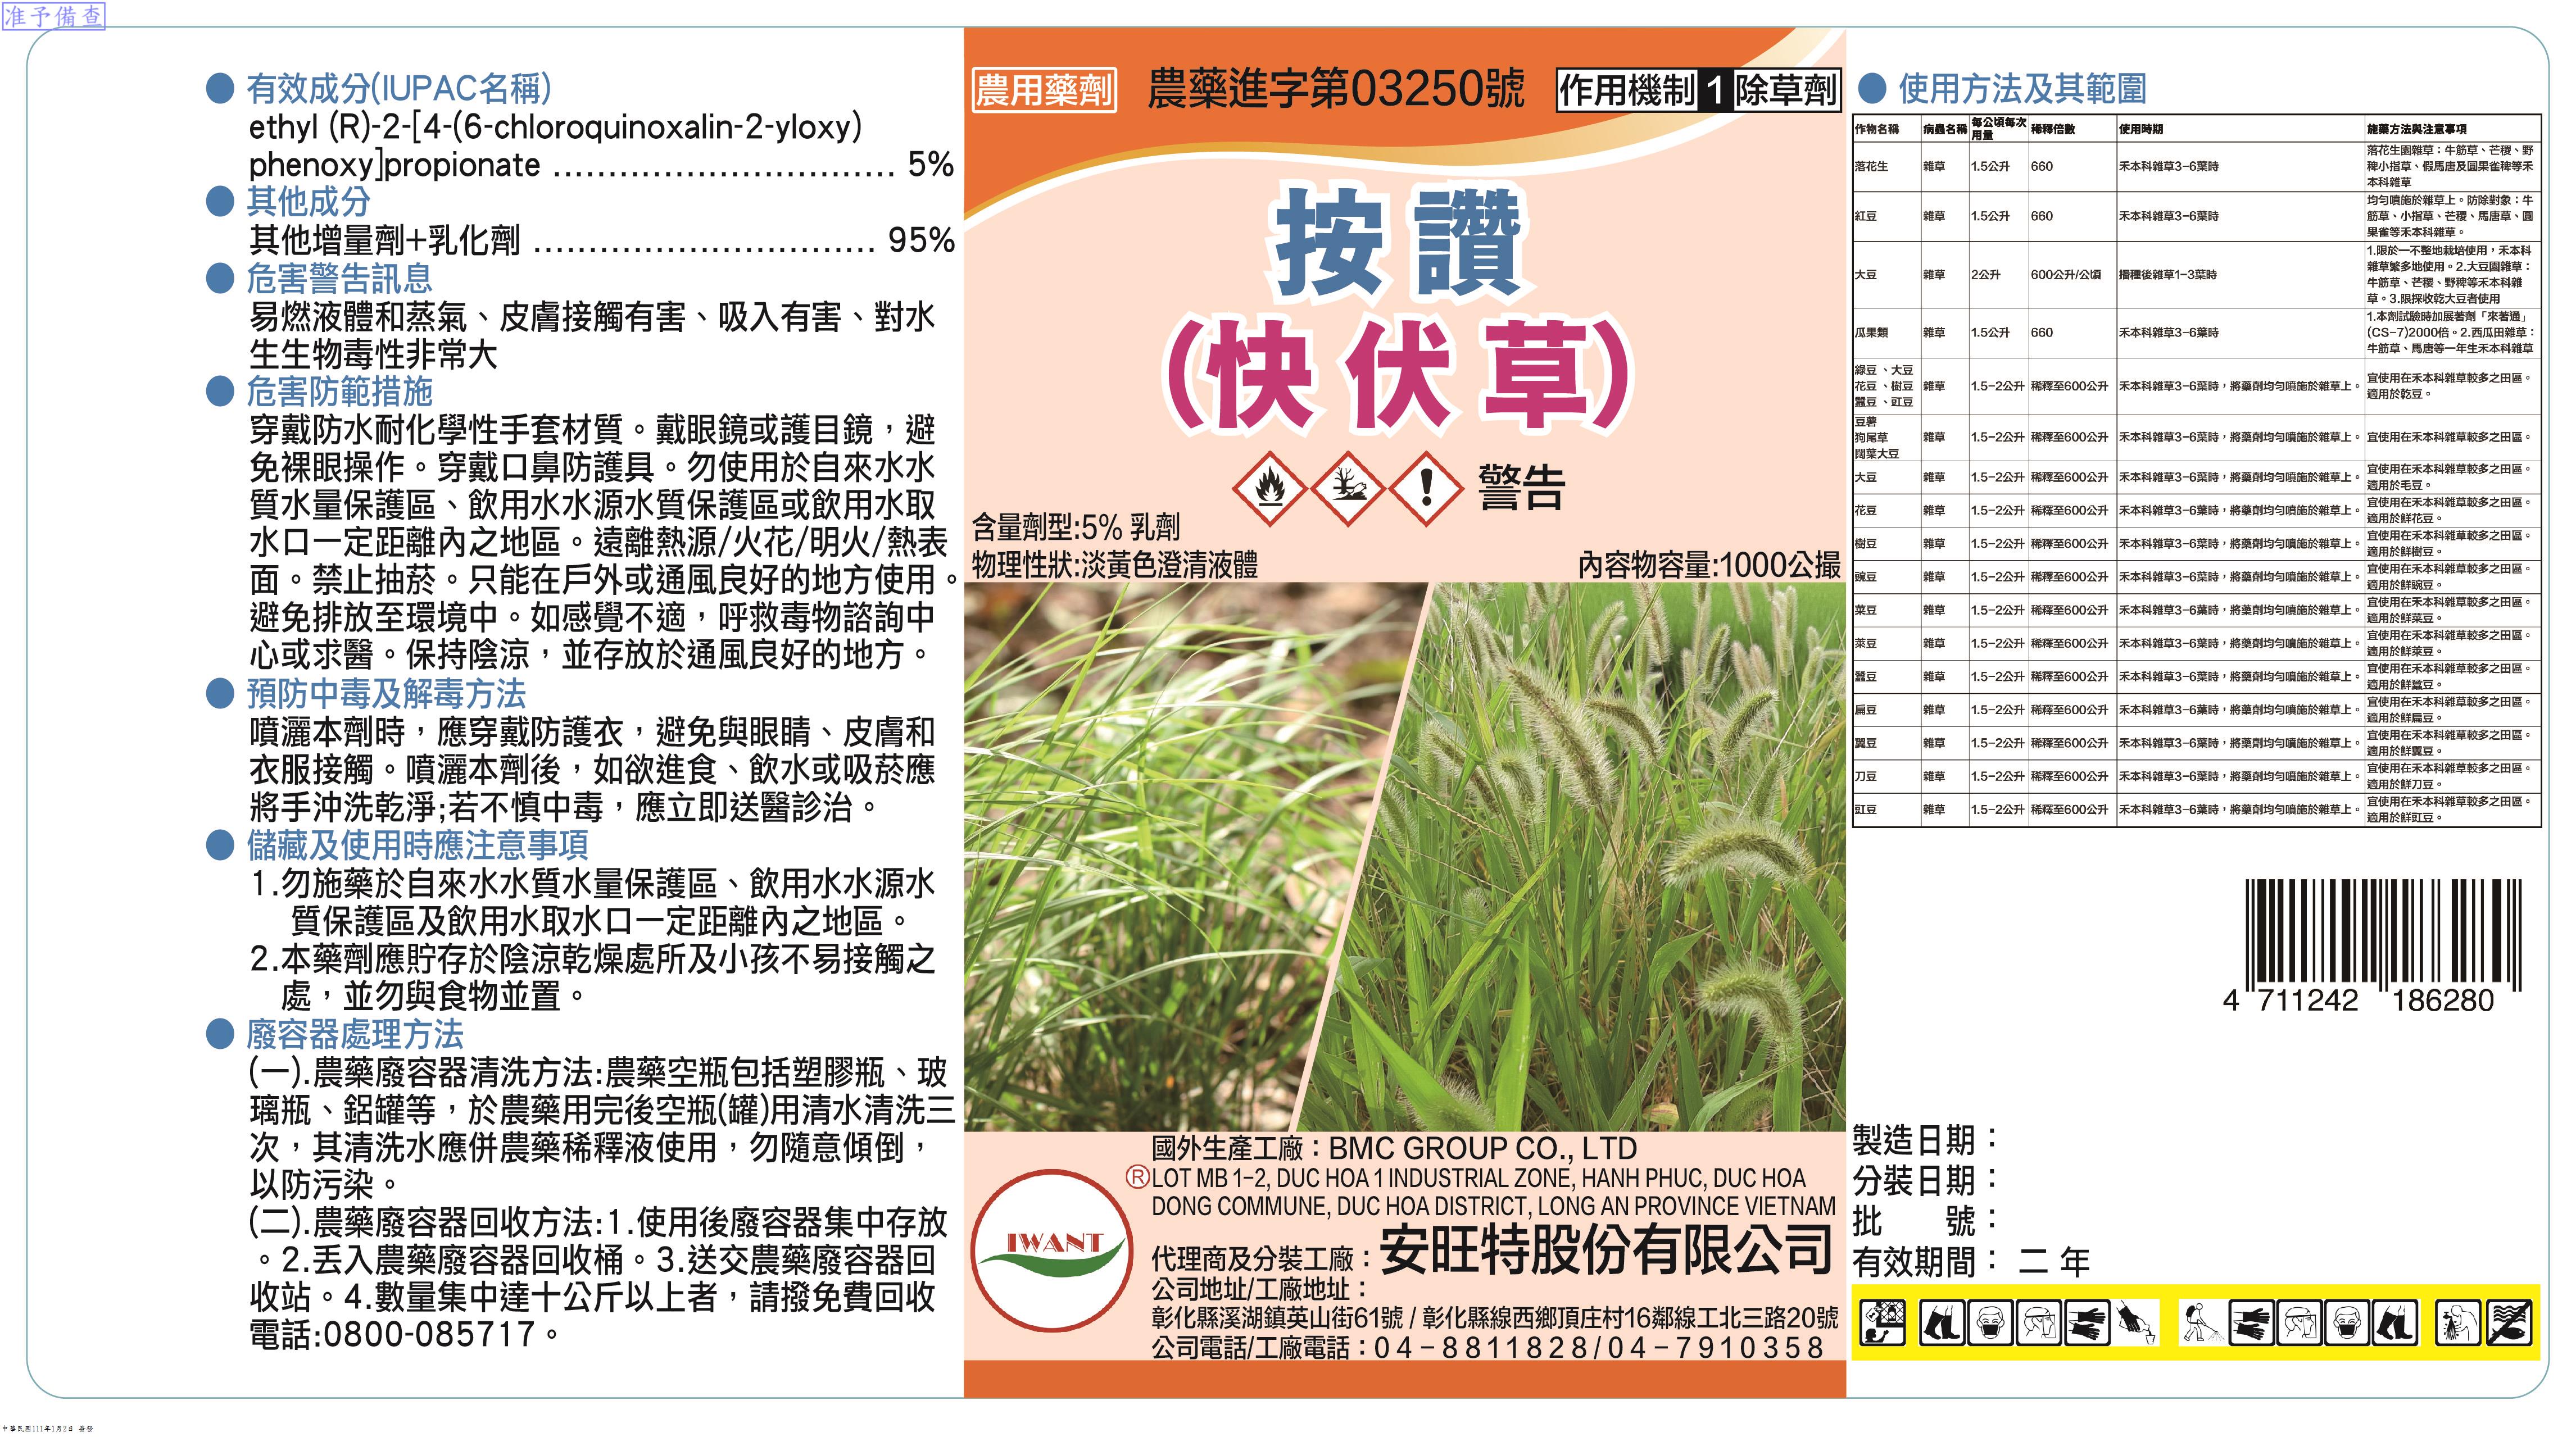 准予備查
● 有效成分(IUPAC名稱)
ethyl (R)-2-[4-(6-chloroquinoxalin-2-yloxy)
phenoxy]propionate ............................... 5%
● 其他成分
其他增量劑+乳化劑 ............................... 95%
● 危害警告訊息
易燃液體和蒸氣、皮膚接觸有害、吸入有害、對水
生生物毒性非常大
● 危害防範措施
穿戴防水耐化學性手套材質。戴眼鏡或護目鏡，避
免裸眼操作。穿戴口鼻防護具。勿使用於自來水水
質水量保護區、飲用水水源水質保護區或飲用水取
水口一定距離內之地區。遠離熱源/火花/明火/熱表
面。禁止抽菸。只能在戶外或通風良好的地方使用。
避免排放至環境中。如感覺不適，呼救毒物諮詢中
心或求醫。保持陰涼，並存放於通風良好的地方。
● 預防中毒及解毒方法
噴灑本劑時，應穿戴防護衣，避免與眼睛、皮膚和
衣服接觸。噴灑本劑後，如欲進食、飲水或吸菸應
將手沖洗乾淨;若不慎中毒，應立即送醫診治。
● 儲藏及使用時應注意事項
1.勿施藥於自來水水質水量保護區、飲用水水源水
質保護區及飲用水取水口一定距離內之地區。
2.本藥劑應貯存於陰涼乾燥處所及小孩不易接觸之
處，並勿與食物並置。
● 廢容器處理方法
(一).農藥廢容器清洗方法:農藥空瓶包括塑膠瓶、玻
璃瓶、鋁罐等，於農藥用完後空瓶(罐)用清水清洗三
次，其清洗水應併農藥稀釋液使用，勿隨意傾倒，
以防污染。
(二).農藥廢容器回收方法:1.使用後廢容器集中存放
。2.丟入農藥廢容器回收桶。3.送交農藥廢容器回
收站。4.數量集中達十公斤以上者，請撥免費回收
電話:0800-085717。
農用藥劑 農藥進字第03250號 作用機制 1 除草劑
按讚
(快伏草)
警告
含量劑型:5% 乳劑
物理性狀:淡黃色澄清液體 內容物容量:1000公撮
國外生產工廠：BMC GROUP CO., LTD
® LOT MB 1-2, DUC HOA 1 INDUSTRIAL ZONE, HANH PHUC, DUC HOA
DONG COMMUNE, DUC HOA DISTRICT, LONG AN PROVINCE VIETNAM
IWANT
代理商及分裝工廠：安旺特股份有限公司
公司地址/工廠地址：
彰化縣溪湖鎮英山街61號 / 彰化縣線西鄉頂庄村16鄰線工北三路20號
公司電話/工廠電話：04-8811828/04-7910358
● 使用方法及其範圍
作物名稱 病蟲名稱 每公頃每次用量 稀釋倍數 使用時期 施藥方法與注意事項
落花生 雜草 1.5公升 660 禾本科雜草3-6葉時 落花生園雜草：牛筋草、芒稷、野
稗小指草、假馬唐及圓果雀稗等禾
本科雜草
紅豆 雜草 1.5公升 660 禾本科雜草3-6葉時 均勻噴施於雜草上。防除對象：牛
筋草、小指草、芒稷、馬唐草、圓
果雀等禾本科雜草。
大豆 雜草 2公升 600公升/公頃 播種後雜草1-3葉時 1.限於一不整地栽培使用，禾本科
雜草繁多地使用。2.大豆園雜草：
牛筋草、芒稷、野稗等禾本科雜
草。3.限採收乾大豆者使用
瓜果類 雜草 1.5公升 660 禾本科雜草3-6葉時 1.本劑試驗時加展著劑「來著通」
(CS-7)2000倍。2.西瓜田雜草：
牛筋草、馬唐等一年生禾本科雜草
綠豆、大豆
花豆、樹豆
蠶豆、豇豆 雜草 1.5-2公升 稀釋至600公升 禾本科雜草3-6葉時，將藥劑均勻噴施於雜草上。 宜使用在禾本科雜草較多之田區。
適用於乾豆。
豆薯
狗尾草
闊葉大豆 雜草 1.5-2公升 稀釋至600公升 禾本科雜草3-6葉時，將藥劑均勻噴施於雜草上。 宜使用在禾本科雜草較多之田區。
大豆 雜草 1.5-2公升 稀釋至600公升 禾本科雜草3-6葉時，將藥劑均勻噴施於雜草上。 宜使用在禾本科雜草較多之田區。
適用於毛豆。
花豆 雜草 1.5-2公升 稀釋至600公升 禾本科雜草3-6葉時，將藥劑均勻噴施於雜草上。 宜使用在禾本科雜草較多之田區。
適用於鮮花豆。
樹豆 雜草 1.5-2公升 稀釋至600公升 禾本科雜草3-6葉時，將藥劑均勻噴施於雜草上。 宜使用在禾本科雜草較多之田區。
適用於鮮樹豆。
豌豆 雜草 1.5-2公升 稀釋至600公升 禾本科雜草3-6葉時，將藥劑均勻噴施於雜草上。 宜使用在禾本科雜草較多之田區。
適用於鮮豌豆。
菜豆 雜草 1.5-2公升 稀釋至600公升 禾本科雜草3-6葉時，將藥劑均勻噴施於雜草上。 宜使用在禾本科雜草較多之田區。
適用於鮮菜豆。
萊豆 雜草 1.5-2公升 稀釋至600公升 禾本科雜草3-6葉時，將藥劑均勻噴施於雜草上。 宜使用在禾本科雜草較多之田區。
適用於鮮萊豆。
蠶豆 雜草 1.5-2公升 稀釋至600公升 禾本科雜草3-6葉時，將藥劑均勻噴施於雜草上。 宜使用在禾本科雜草較多之田區。
適用於鮮蠶豆。
扁豆 雜草 1.5-2公升 稀釋至600公升 禾本科雜草3-6葉時，將藥劑均勻噴施於雜草上。 宜使用在禾本科雜草較多之田區。
適用於鮮扁豆。
翼豆 雜草 1.5-2公升 稀釋至600公升 禾本科雜草3-6葉時，將藥劑均勻噴施於雜草上。 宜使用在禾本科雜草較多之田區。
適用於鮮翼豆。
刀豆 雜草 1.5-2公升 稀釋至600公升 禾本科雜草3-6葉時，將藥劑均勻噴施於雜草上。 宜使用在禾本科雜草較多之田區。
適用於鮮刀豆。
豇豆 雜草 1.5-2公升 稀釋至600公升 禾本科雜草3-6葉時，將藥劑均勻噴施於雜草上。 宜使用在禾本科雜草較多之田區。
適用於鮮豇豆。
4 711242 186280
製造日期：
分裝日期：
批 號：
有效期間： 二 年
中華民國111年1月26 簽發